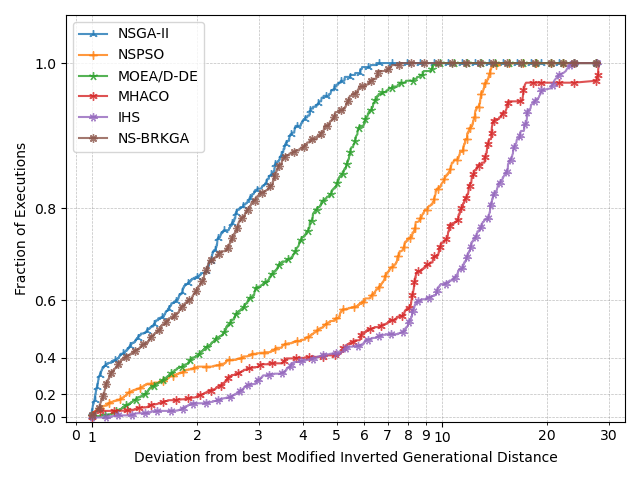 NSGA-II
NSPSO
MOEA/D-DE
MHACO
IHS
NS-BRKGA
Fraction of Executions
1.0
0.8
0.6
0.4
0.2
0.0
0 1 2 3 4 5 6 7 8 9 10 20 30
Deviation from best Modified Inverted Generational Distance